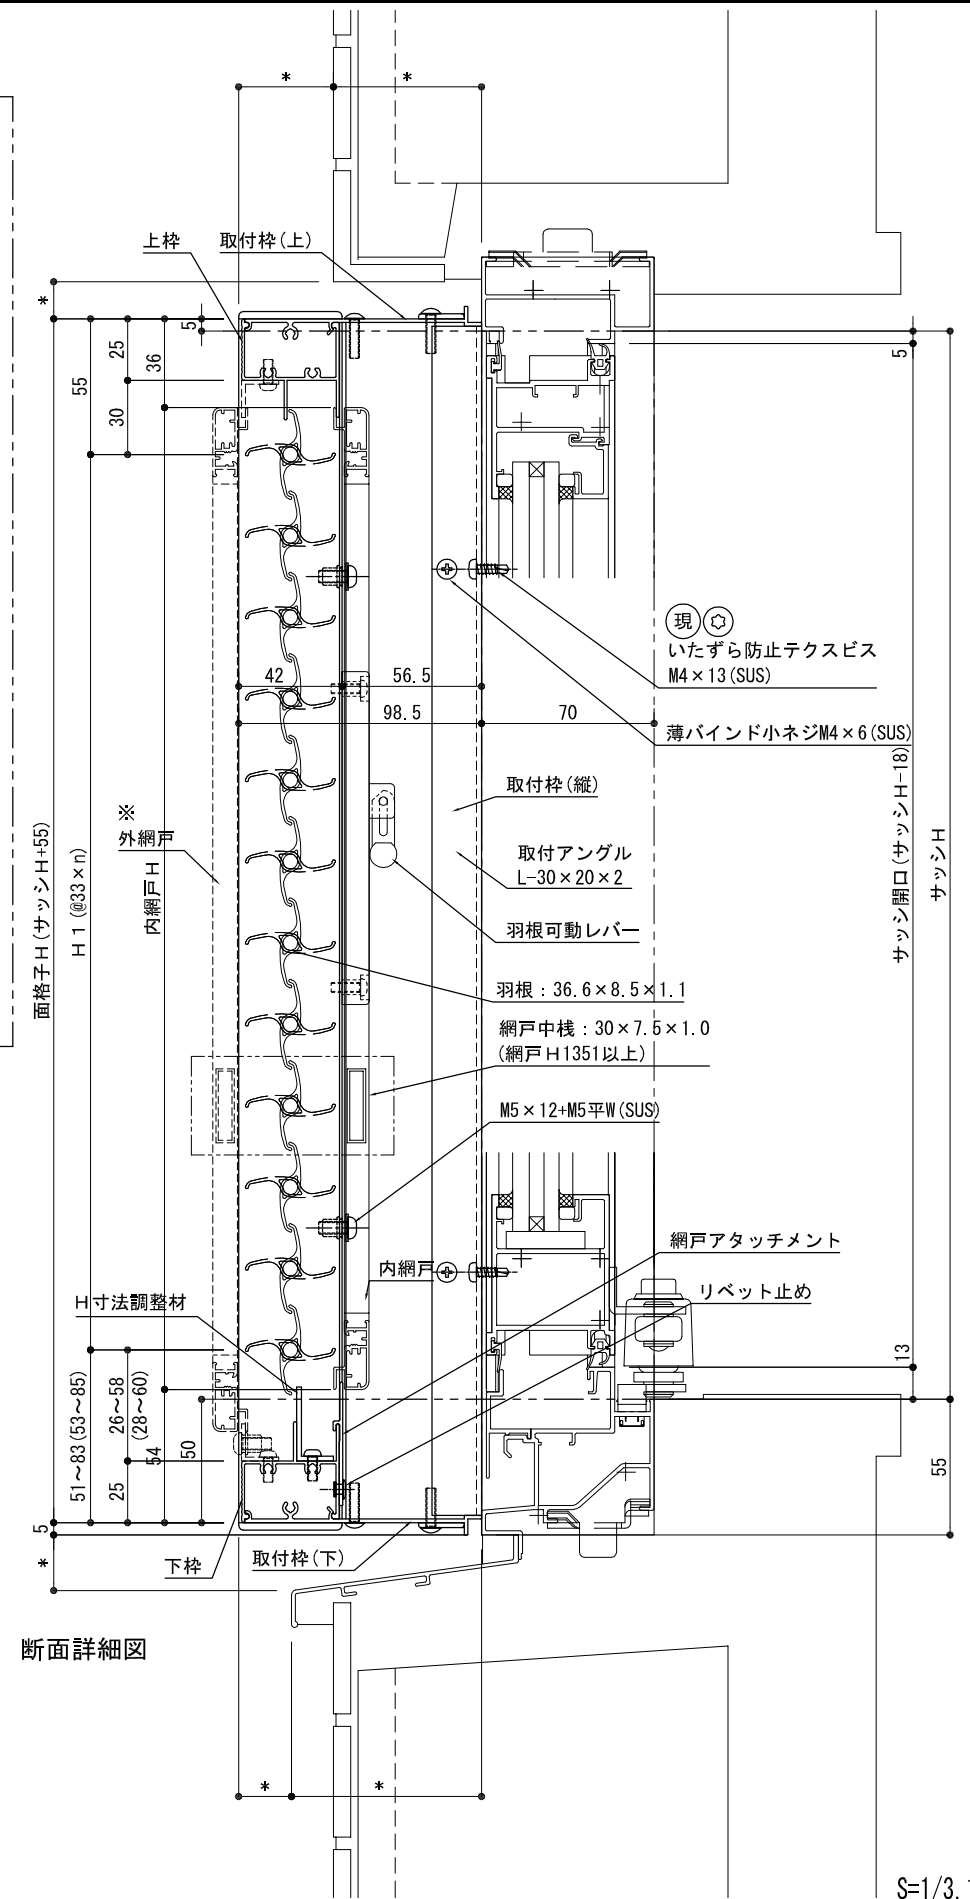 *
*
上枠
取付枠(上)
*
5
25
36
55
30
5
現
いたずら防止テクスビス
M4×13(SUS)
42
56.5
98.5
70
薄バインド小ネジM4×6(SUS)
取付枠(縦)
※
外網戸
取付アングル
L-30×20×2
面格子H(サッシH+55)
H1(@33×n)
内網戸H
サッシ開口(サッシH-18)
サッシH
羽根可動レバー
羽根：36.6×8.5×1.1
網戸中桟：30×7.5×1.0
(網戸H1351以上)
M5×12+M5平W(SUS)
網戸アタッチメント
内網戸
リベット止め
H寸法調整材
13
51〜83(53〜85)
26〜58
(28〜60)
54
50
25
55
5
*
下枠
取付枠(下)
断面詳細図
*
*
S=1/3.